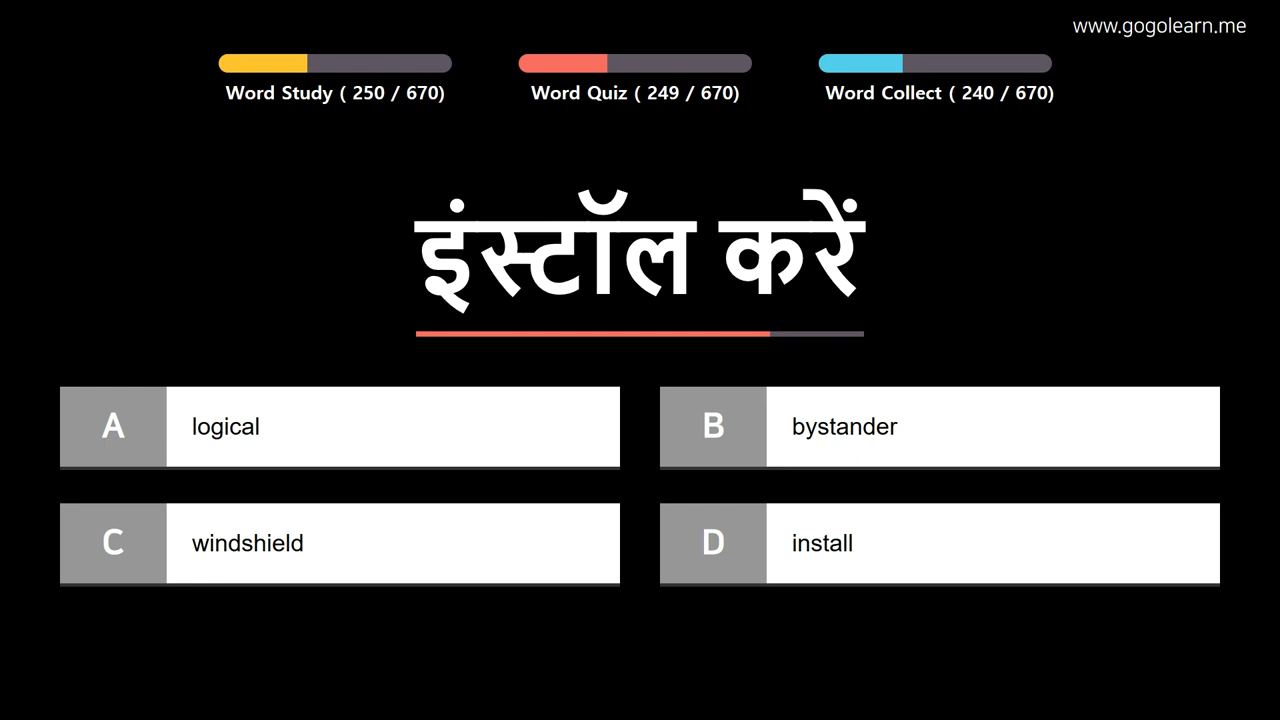 www.gogolearn.me
Word Study ( 250 / 670)
Word Quiz ( 249 / 670)
Word Collect ( 240 / 670)
इंस्टॉल करें
A logical
B bystander
C windshield
D install